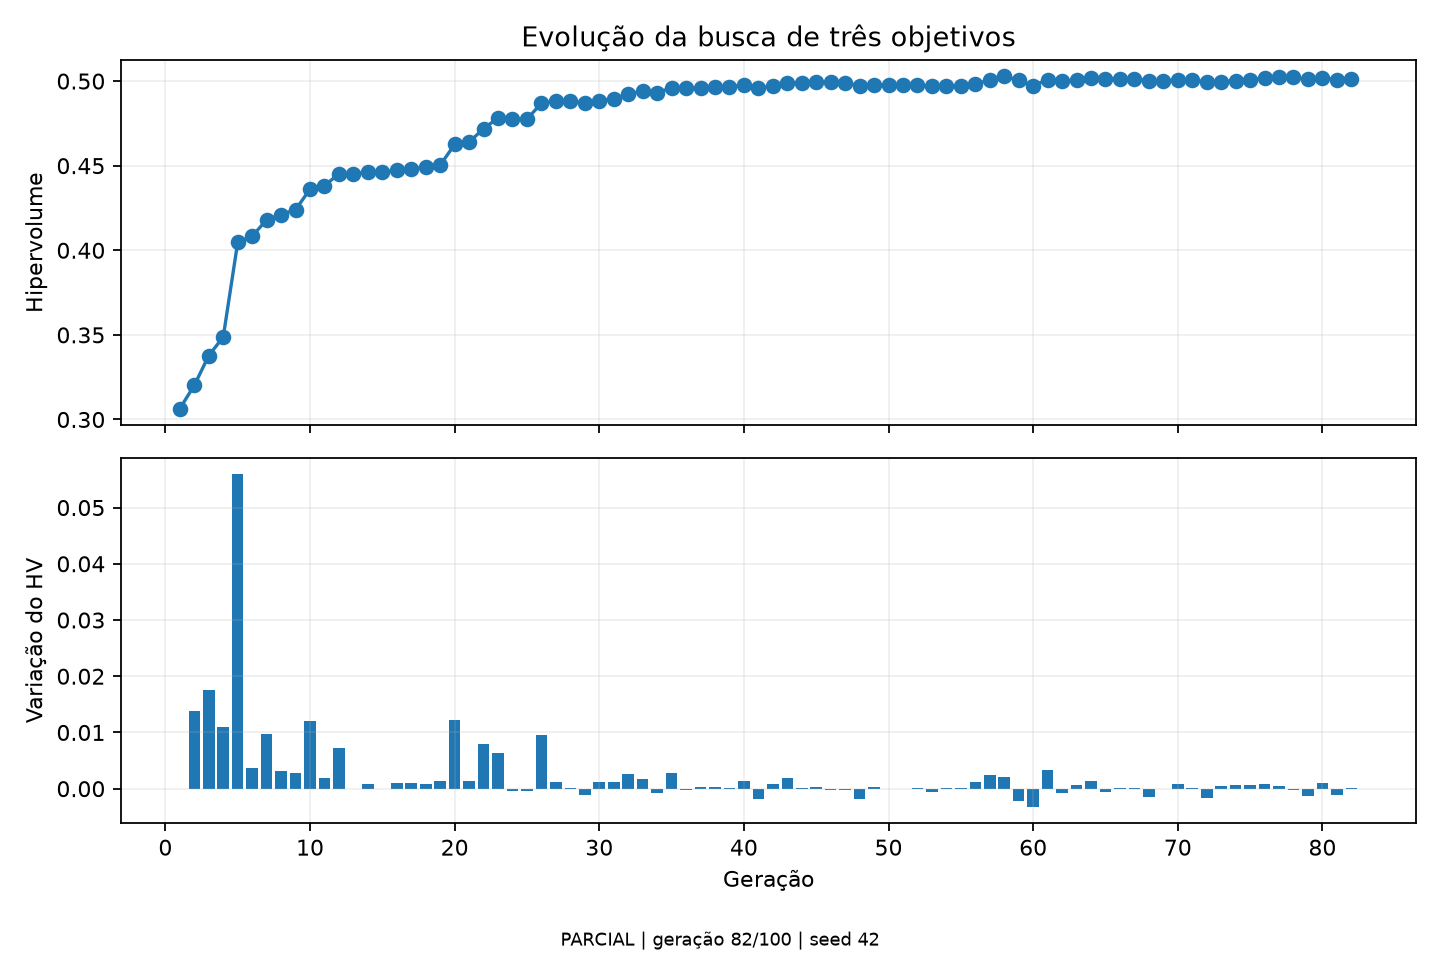 Evolução da busca de três objetivos
Hipervolume
0.50
0.45
0.40
0.35
0.30
Variação do HV
0.05
0.04
0.03
0.02
0.01
0.00
0 10 20 30 40 50 60 70 80
Geração
PARCIAL | geração 82/100 | seed 42